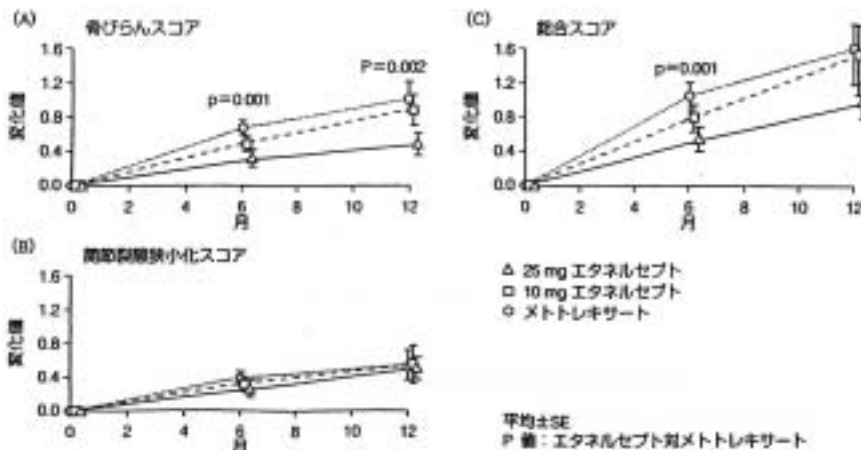 (A) 骨びらんスコア
変化値
1.6
1.2
0.8
0.4
0.0
p=0.001
P=0.002
0 2 4 6 8 10 12
月
(C) 総合スコア
変化値
1.6
1.2
0.8
0.4
0.0
p=0.001
0 2 4 6 8 10 12
月
(B) 関節裂隙狭小化スコア
変化値
1.6
1.2
0.8
0.4
0.0
0 2 4 6 8 10 12
月
25 mg エタネルセプト
10 mg エタネルセプト
メトトレキサート
平均±SE
P 値：エタネルセプト対メトトレキサート